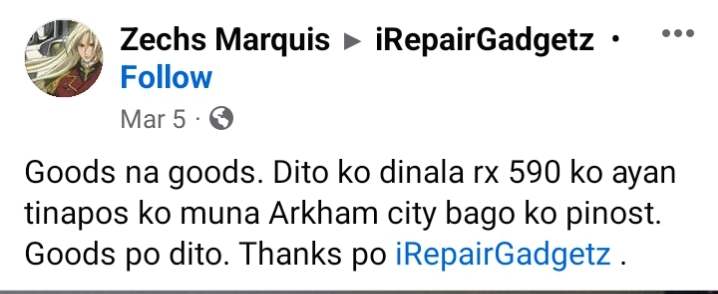 Zechs Marquis ▸ iRepairGadgetz ·
Follow
Mar 5 ·
Goods na goods. Dito ko dinala rx 590 ko ayan
tinapos ko muna Arkham city bago ko pinost.
Goods po dito. Thanks po iRepairGadgetz .